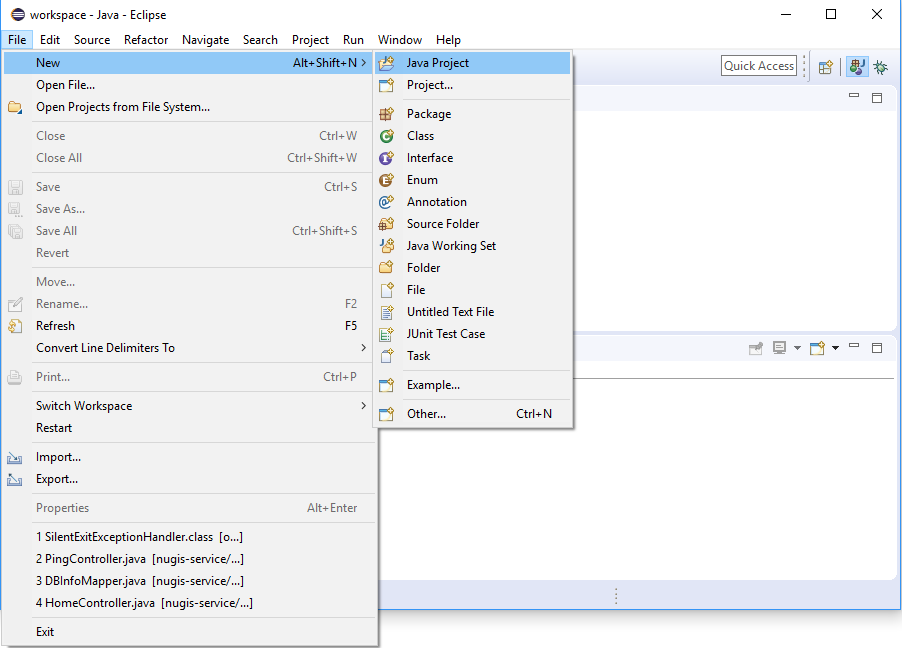 workspace - Java - Eclipse
File Edit Source Refactor Navigate Search Project Run Window Help
New Alt+Shift+N
Open File...
Open Projects from File System...
Close Ctrl+W
Close All Ctrl+Shift+W
Save Ctrl+S
Save As...
Save All Ctrl+Shift+S
Revert
Move...
Rename... F2
Refresh F5
Convert Line Delimiters To
Print... Ctrl+P
Switch Workspace
Restart
Import...
Export...
Properties Alt+Enter
1 SilentExitExceptionHandler.class [o...]
2 PingController.java [nugis-service/...]
3 DBInfoMapper.java [nugis-service/...]
4 HomeController.java [nugis-service/...]
Exit
Java Project
Project...
Package
Class
Interface
Enum
Annotation
Source Folder
Java Working Set
Folder
File
Untitled Text File
JUnit Test Case
Task
Example...
Other... Ctrl+N
Quick Access